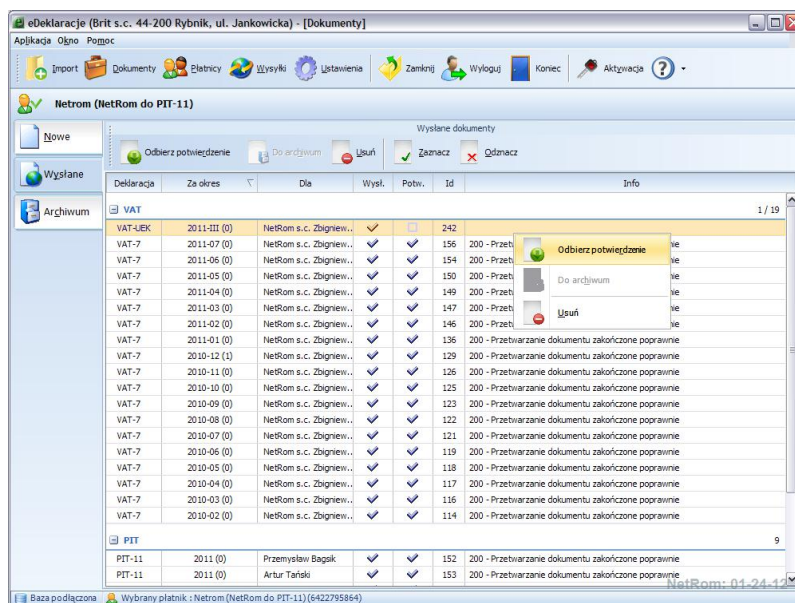 eDeklaracje (Brit s.c. 44-200 Rybnik, ul. Jankowicka) - [Dokumenty]
Aplikacja Okno Pomoc
Import Dokumenty Płatnicy Wysyłki Ustawienia Zamknij Wyloguj Koniec Aktywacja
Netrom (NetRom do PIT-11)
Nowe
Wysłane
Archiwum
Wysłane dokumenty
Odbierz potwierdzenie Do archiwum Usuń Zaznacz Odznacz
Deklaracja Za okres Dla Wysł. Potw. Id Info
VAT 1 / 19
VAT-UEK 2011-III (0) NetRom s.c. Zbigniew.. 242
VAT-7 2011-07 (0) NetRom s.c. Zbigniew.. 156 200 - Przetw nie
VAT-7 2011-06 (0) NetRom s.c. Zbigniew.. 154 200 - Przetw nie
VAT-7 2011-05 (0) NetRom s.c. Zbigniew.. 150 200 - Przetw nie
VAT-7 2011-04 (0) NetRom s.c. Zbigniew.. 149 200 - Przetw nie
VAT-7 2011-03 (0) NetRom s.c. Zbigniew.. 147 200 - Przetw nie
VAT-7 2011-02 (0) NetRom s.c. Zbigniew.. 146 200 - Przetw nie
Odbierz potwierdzenie
Do archiwum
Usuń
VAT-7 2011-01 (0) NetRom s.c. Zbigniew.. 136 200 - Przetwarzanie dokumentu zakończone poprawnie
VAT-7 2010-12 (1) NetRom s.c. Zbigniew.. 129 200 - Przetwarzanie dokumentu zakończone poprawnie
VAT-7 2010-11 (0) NetRom s.c. Zbigniew.. 126 200 - Przetwarzanie dokumentu zakończone poprawnie
VAT-7 2010-10 (0) NetRom s.c. Zbigniew.. 125 200 - Przetwarzanie dokumentu zakończone poprawnie
VAT-7 2010-09 (0) NetRom s.c. Zbigniew.. 123 200 - Przetwarzanie dokumentu zakończone poprawnie
VAT-7 2010-08 (0) NetRom s.c. Zbigniew.. 122 200 - Przetwarzanie dokumentu zakończone poprawnie
VAT-7 2010-07 (0) NetRom s.c. Zbigniew.. 121 200 - Przetwarzanie dokumentu zakończone poprawnie
VAT-7 2010-06 (0) NetRom s.c. Zbigniew.. 119 200 - Przetwarzanie dokumentu zakończone poprawnie
VAT-7 2010-05 (0) NetRom s.c. Zbigniew.. 118 200 - Przetwarzanie dokumentu zakończone poprawnie
VAT-7 2010-04 (0) NetRom s.c. Zbigniew.. 117 200 - Przetwarzanie dokumentu zakończone poprawnie
VAT-7 2010-03 (0) NetRom s.c. Zbigniew.. 116 200 - Przetwarzanie dokumentu zakończone poprawnie
VAT-7 2010-02 (0) NetRom s.c. Zbigniew.. 114 200 - Przetwarzanie dokumentu zakończone poprawnie
PIT 9
PIT-11 2011 (0) Przemysław Bagsik 152 200 - Przetwarzanie dokumentu zakończone poprawnie
PIT-11 2011 (0) Artur Tański 153 200 - Przetwarzanie dokumentu zakończone poprawnie
NetRom: 01-24-12
Baza podłączona Wybrany płatnik : Netrom (NetRom do PIT-11) (6422795864)